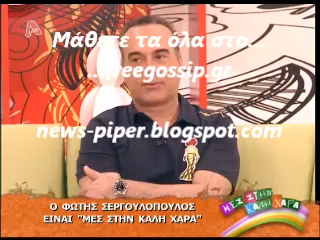 Μάθετε τα όλα στο...
...freegossip.gr
news-piper.blogspot.com
ΜΕΣ ΣΤΗΝ
ΚΑΛΗ ΧΑΡΑ
Ο ΦΩΤΗΣ ΣΕΡΓΟΥΛΟΠΟΥΛΟΣ
ΕΙΝΑΙ "ΜΕΣ ΣΤΗΝ ΚΑΛΗ ΧΑΡΑ"